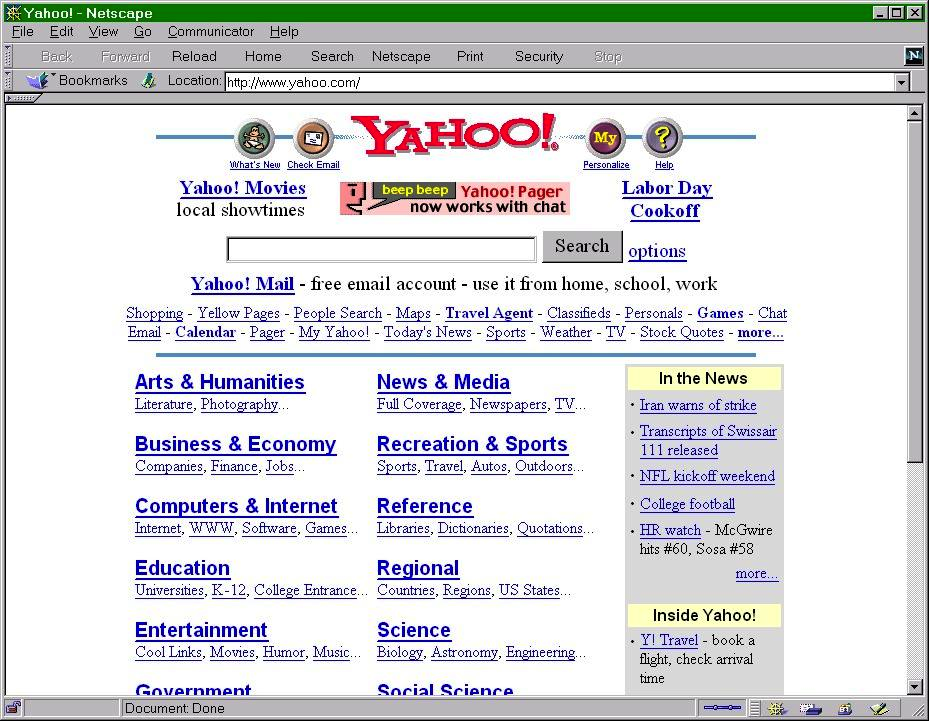 Yahoo! - Netscape
File Edit View Go Communicator Help
Back Forward Reload Home Search Netscape Print Security Stop
Bookmarks Location: http://www.yahoo.com/
YAHOO!
My ?
What's New Check Email Personalize Help
Yahoo! Movies
local showtimes
beep beep Yahoo! Pager
now works with chat
Labor Day
Cookoff
Search options
Yahoo! Mail - free email account - use it from home, school, work
Shopping - Yellow Pages - People Search - Maps - Travel Agent - Classifieds - Personals - Games - Chat
Email - Calendar - Pager - My Yahoo! - Today's News - Sports - Weather - TV - Stock Quotes - more...
Arts & Humanities
Literature, Photography...
Business & Economy
Companies, Finance, Jobs...
Computers & Internet
Internet, WWW, Software, Games...
Education
Universities, K-12, College Entrance...
Entertainment
Cool Links, Movies, Humor, Music...
Government
News & Media
Full Coverage, Newspapers, TV...
Recreation & Sports
Sports, Travel, Autos, Outdoors...
Reference
Libraries, Dictionaries, Quotations...
Regional
Countries, Regions, US States...
Science
Biology, Astronomy, Engineering...
Social Science
In the News
· Iran warns of strike
· Transcripts of Swissair
111 released
· NFL kickoff weekend
· College football
· HR watch - McGwire
hits #60, Sosa #58
more...
Inside Yahoo!
· Y! Travel - book a
flight, check arrival
time
Document: Done